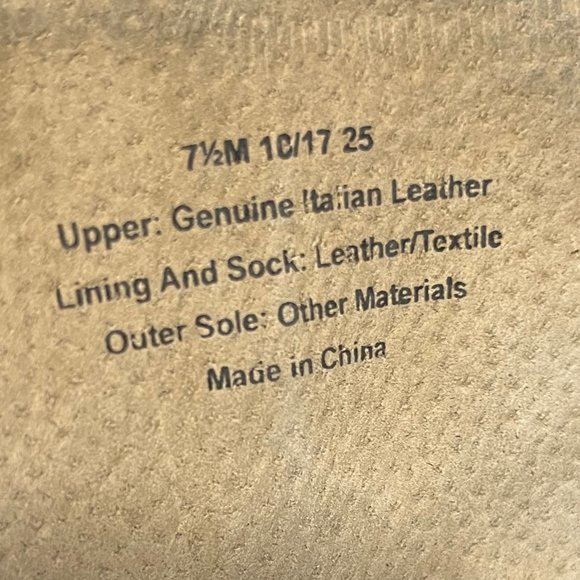 7½M 10/17 25
Upper: Genuine Italian Leather
Lining And Sock: Leather/Textile
Outer Sole: Other Materials
Made in China